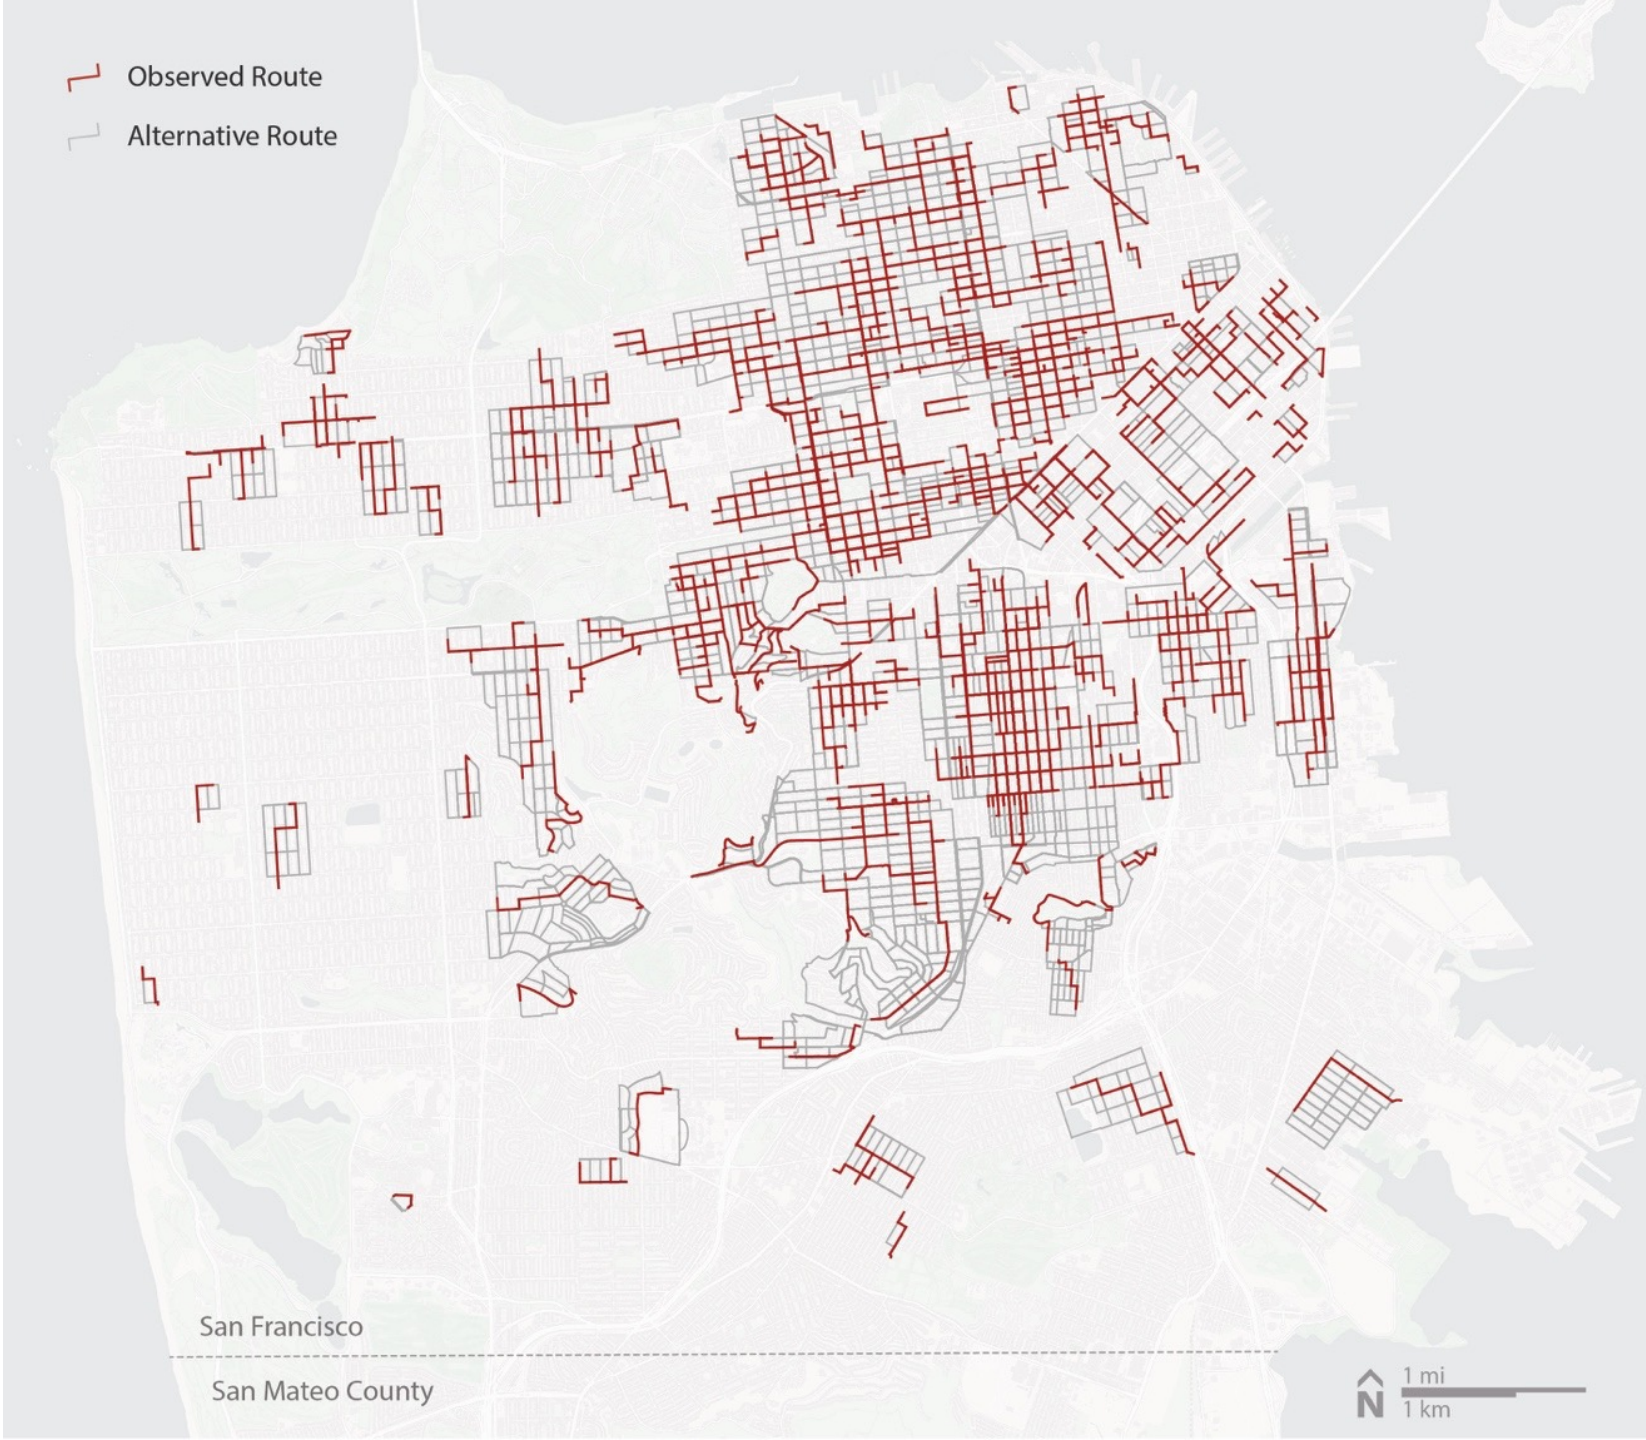 Observed Route
Alternative Route
San Francisco
San Mateo County
N
1 mi
1 km